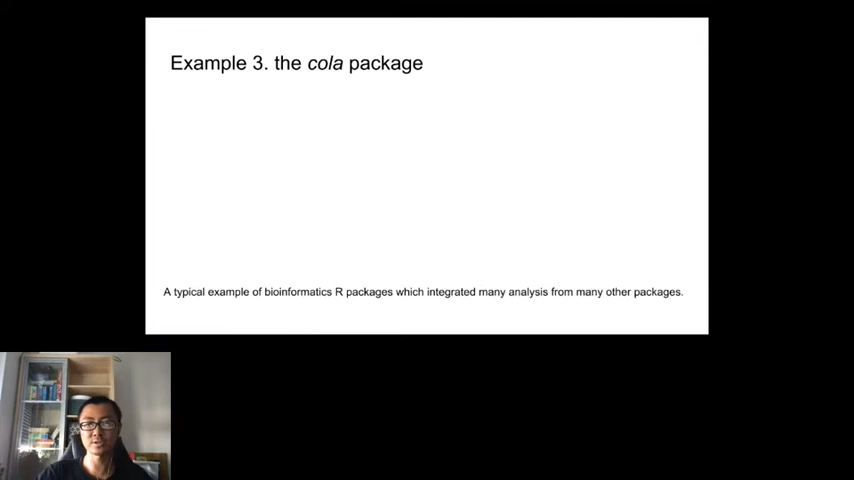 Example 3. the cola package
A typical example of bioinformatics R packages which integrated many analysis from many other packages.